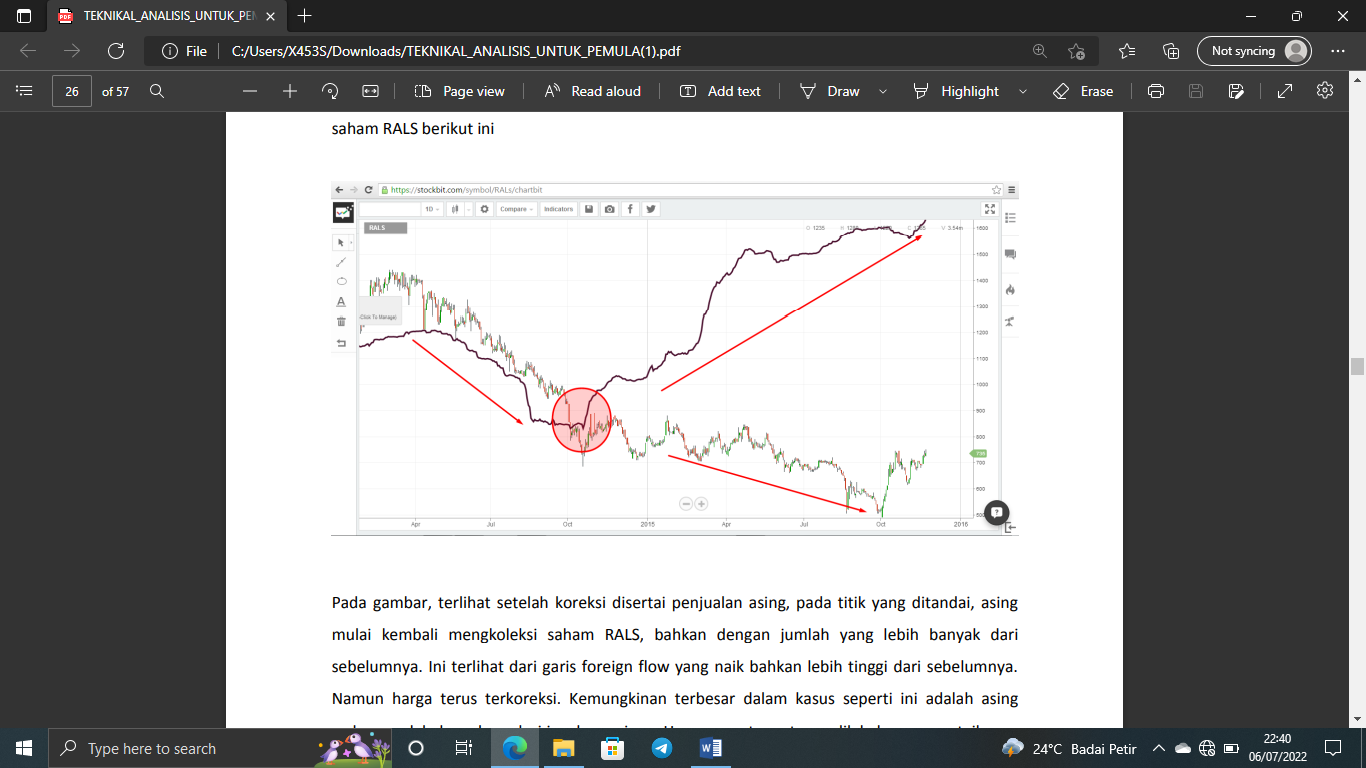 TEKNIKAL_ANALISIS_UNTUK_PEM
File C:/Users/X453S/Downloads/TEKNIKAL_ANALISIS_UNTUK_PEMULA(1).pdf Not syncing
26 of 57 Page view Read aloud Add text Draw Highlight Erase
saham RALS berikut ini
https://stockbit.com/symbol/RALs/chartbit
1D Compare Indicators
RALS O 1235 V 3.54m
1600
1500
1400
1300
Click To Manage)
1200
1100
1000
900
800
700
600
Apr Jul Oct 2015 Apr Jul Oct 2016
Pada gambar, terlihat setelah koreksi disertai penjualan asing, pada titik yang ditandai, asing
mulai kembali mengkoleksi saham RALS, bahkan dengan jumlah yang lebih banyak dari
sebelumnya. Ini terlihat dari garis foreign flow yang naik bahkan lebih tinggi dari sebelumnya.
Namun harga terus terkoreksi. Kemungkinan terbesar dalam kasus seperti ini adalah asing
Type here to search 24°C Badai Petir 22:40
06/07/2022